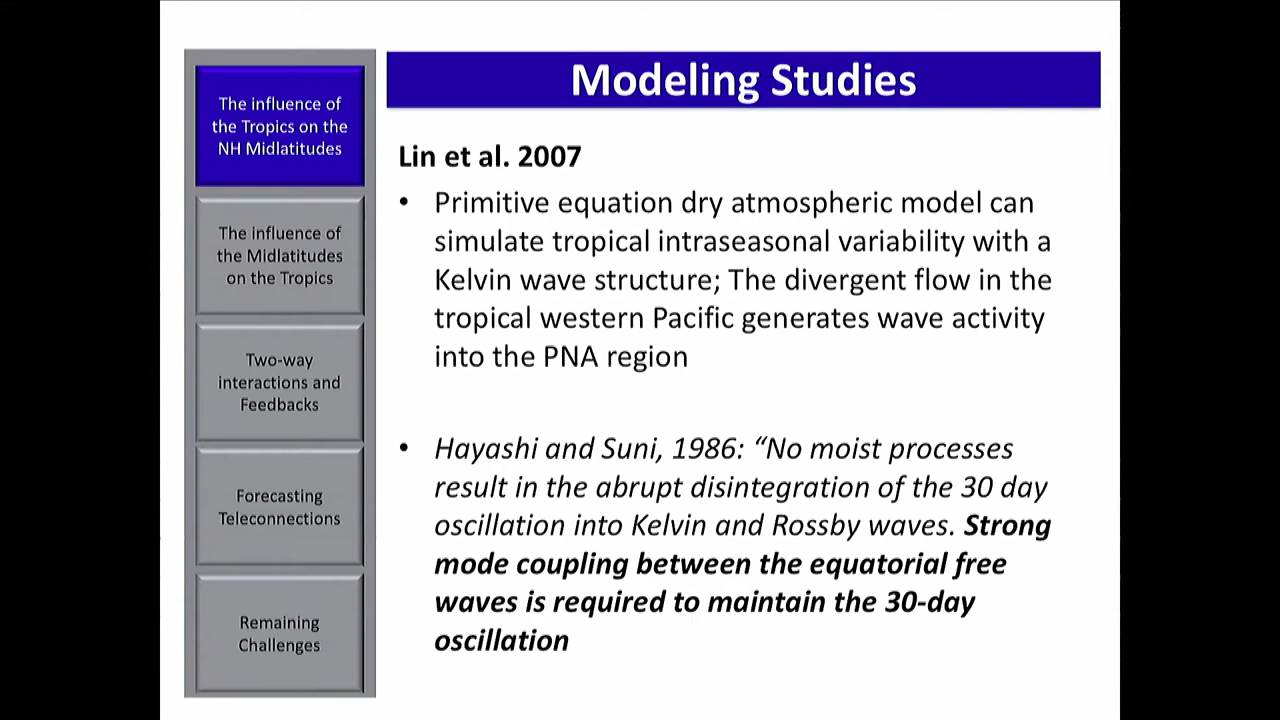 The influence of
the Tropics on the
NH Midlatitudes
The influence of
the Midlatitudes
on the Tropics
Two-way
interactions and
Feedbacks
Forecasting
Teleconnections
Remaining
Challenges
Modeling Studies
Lin et al. 2007
• Primitive equation dry atmospheric model can
simulate tropical intraseasonal variability with a
Kelvin wave structure; The divergent flow in the
tropical western Pacific generates wave activity
into the PNA region
• Hayashi and Suni, 1986: “No moist processes
result in the abrupt disintegration of the 30 day
oscillation into Kelvin and Rossby waves. Strong
mode coupling between the equatorial free
waves is required to maintain the 30-day
oscillation